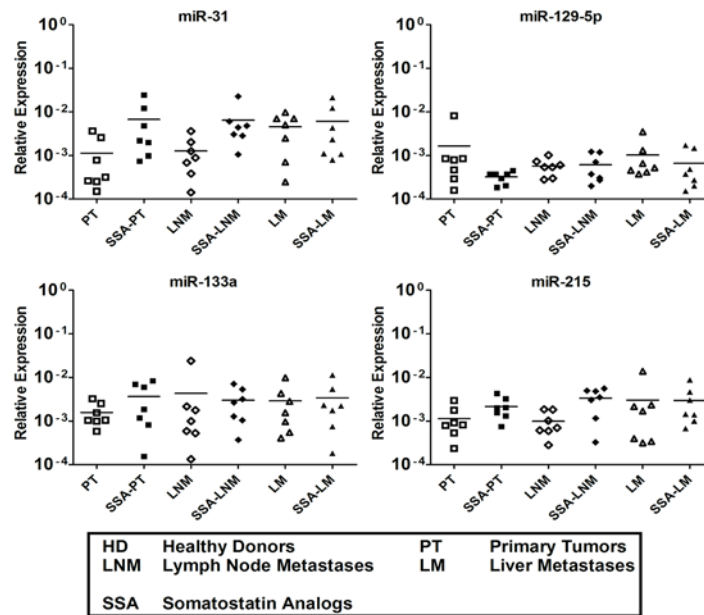 miR-31
Relative Expression
10⁰
10⁻¹
10⁻²
10⁻³
10⁻⁴
PT
SSA-PT
LNM
SSA-LNM
LM
SSA-LM
miR-129-5p
Relative Expression
10⁰
10⁻¹
10⁻²
10⁻³
10⁻⁴
PT
SSA-PT
LNM
SSA-LNM
LM
SSA-LM
miR-133a
Relative Expression
10⁰
10⁻¹
10⁻²
10⁻³
10⁻⁴
PT
SSA-PT
LNM
SSA-LNM
LM
SSA-LM
miR-215
Relative Expression
10⁰
10⁻¹
10⁻²
10⁻³
10⁻⁴
PT
SSA-PT
LNM
SSA-LNM
LM
SSA-LM
HD Healthy Donors PT Primary Tumors
LNM Lymph Node Metastases LM Liver Metastases
SSA Somatostatin Analogs